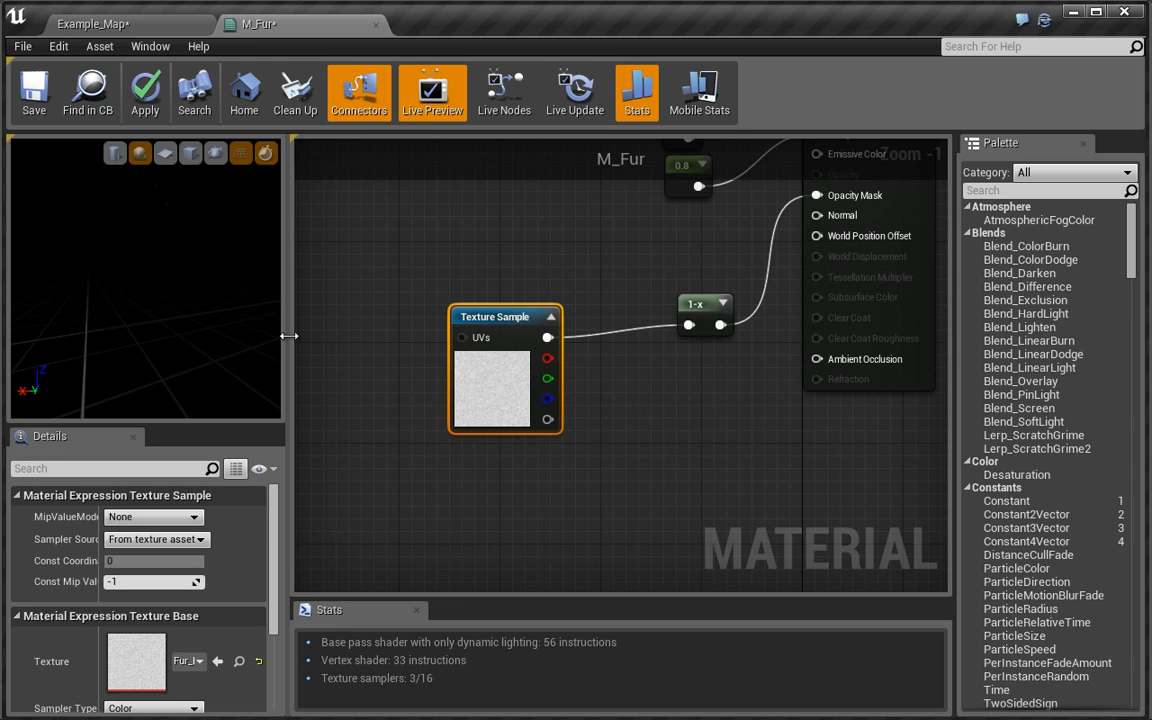 Example_Map*
M_Fur*
File Edit Asset Window Help
Search For Help
Save Find in CB Apply Search Home Clean Up Connectors Live Preview Live Nodes Live Update Stats Mobile Stats
M_Fur
Zoom -1
0.8
Emissive Color
Opacity
Opacity Mask
Normal
World Position Offset
World Displacement
Tessellation Multiplier
Subsurface Color
Clear Coat
Clear Coat Roughness
Ambient Occlusion
Refraction
1-x
Texture Sample
UVs
MATERIAL
Z
X
Y
Details
Search
Material Expression Texture Sample
MipValueMod
None
Sampler Sourc
From texture asset
Const Coordin
0
Const Mip Val
-1
Material Expression Texture Base
Texture
Sampler Type
Color
Stats
Base pass shader with only dynamic lighting: 56 instructions
Vertex shader: 33 instructions
Texture samplers: 3/16
Palette
Category: All
Search
Atmosphere
AtmosphericFogColor
Blends
Blend_ColorBurn
Blend_ColorDodge
Blend_Darken
Blend_Difference
Blend_Exclusion
Blend_HardLight
Blend_Lighten
Blend_LinearBurn
Blend_LinearDodge
Blend_LinearLight
Blend_Overlay
Blend_PinLight
Blend_Screen
Blend_SoftLight
Lerp_ScratchGrime
Lerp_ScratchGrime2
Color
Desaturation
Constants
Constant 1
Constant2Vector 2
Constant3Vector 3
Constant4Vector 4
DistanceCullFade
ParticleColor
ParticleDirection
ParticleMotionBlurFade
ParticleRadius
ParticleRelativeTime
ParticleSize
ParticleSpeed
PerInstanceFadeAmount
PerInstanceRandom
Time
TwoSidedSign